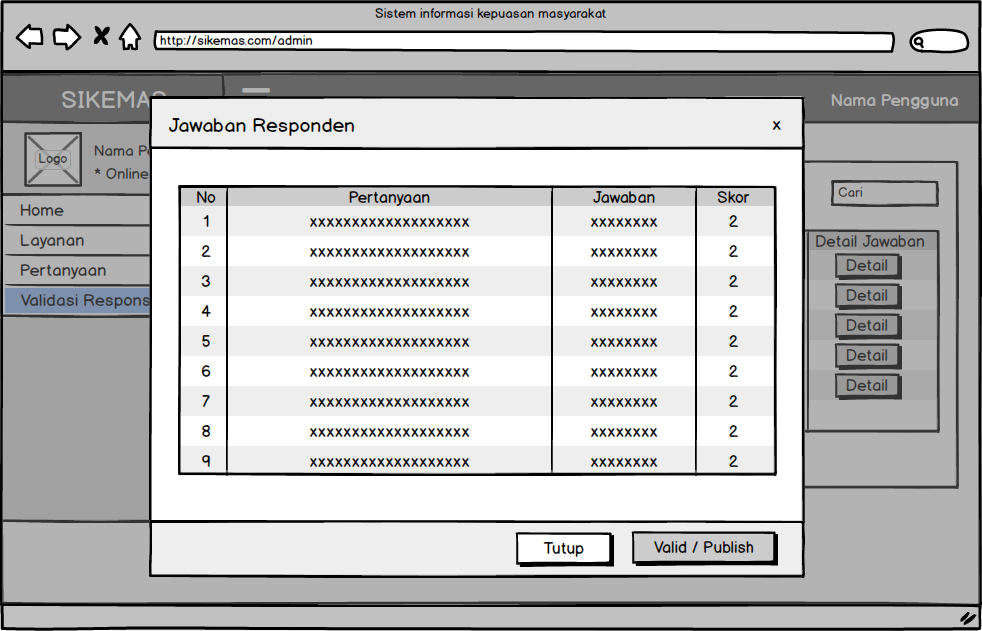 Sistem informasi kepuasan masyarakat
http://sikemas.com/admin
SIKEMAS
Nama Pengguna
Jawaban Responden x
Logo
Nama Pe
* Online
Home
Layanan
Pertanyaan
Validasi Respons
Cari
Detail Jawaban
Detail
Detail
Detail
Detail
Detail
No Pertanyaan Jawaban Skor
1 xxxxxxxxxxxxxxxxxxx xxxxxxxx 2
2 xxxxxxxxxxxxxxxxxxx xxxxxxxx 2
3 xxxxxxxxxxxxxxxxxxx xxxxxxxx 2
4 xxxxxxxxxxxxxxxxxxx xxxxxxxx 2
5 xxxxxxxxxxxxxxxxxxx xxxxxxxx 2
6 xxxxxxxxxxxxxxxxxxx xxxxxxxx 2
7 xxxxxxxxxxxxxxxxxxx xxxxxxxx 2
8 xxxxxxxxxxxxxxxxxxx xxxxxxxx 2
9 xxxxxxxxxxxxxxxxxxx xxxxxxxx 2
Tutup Valid / Publish